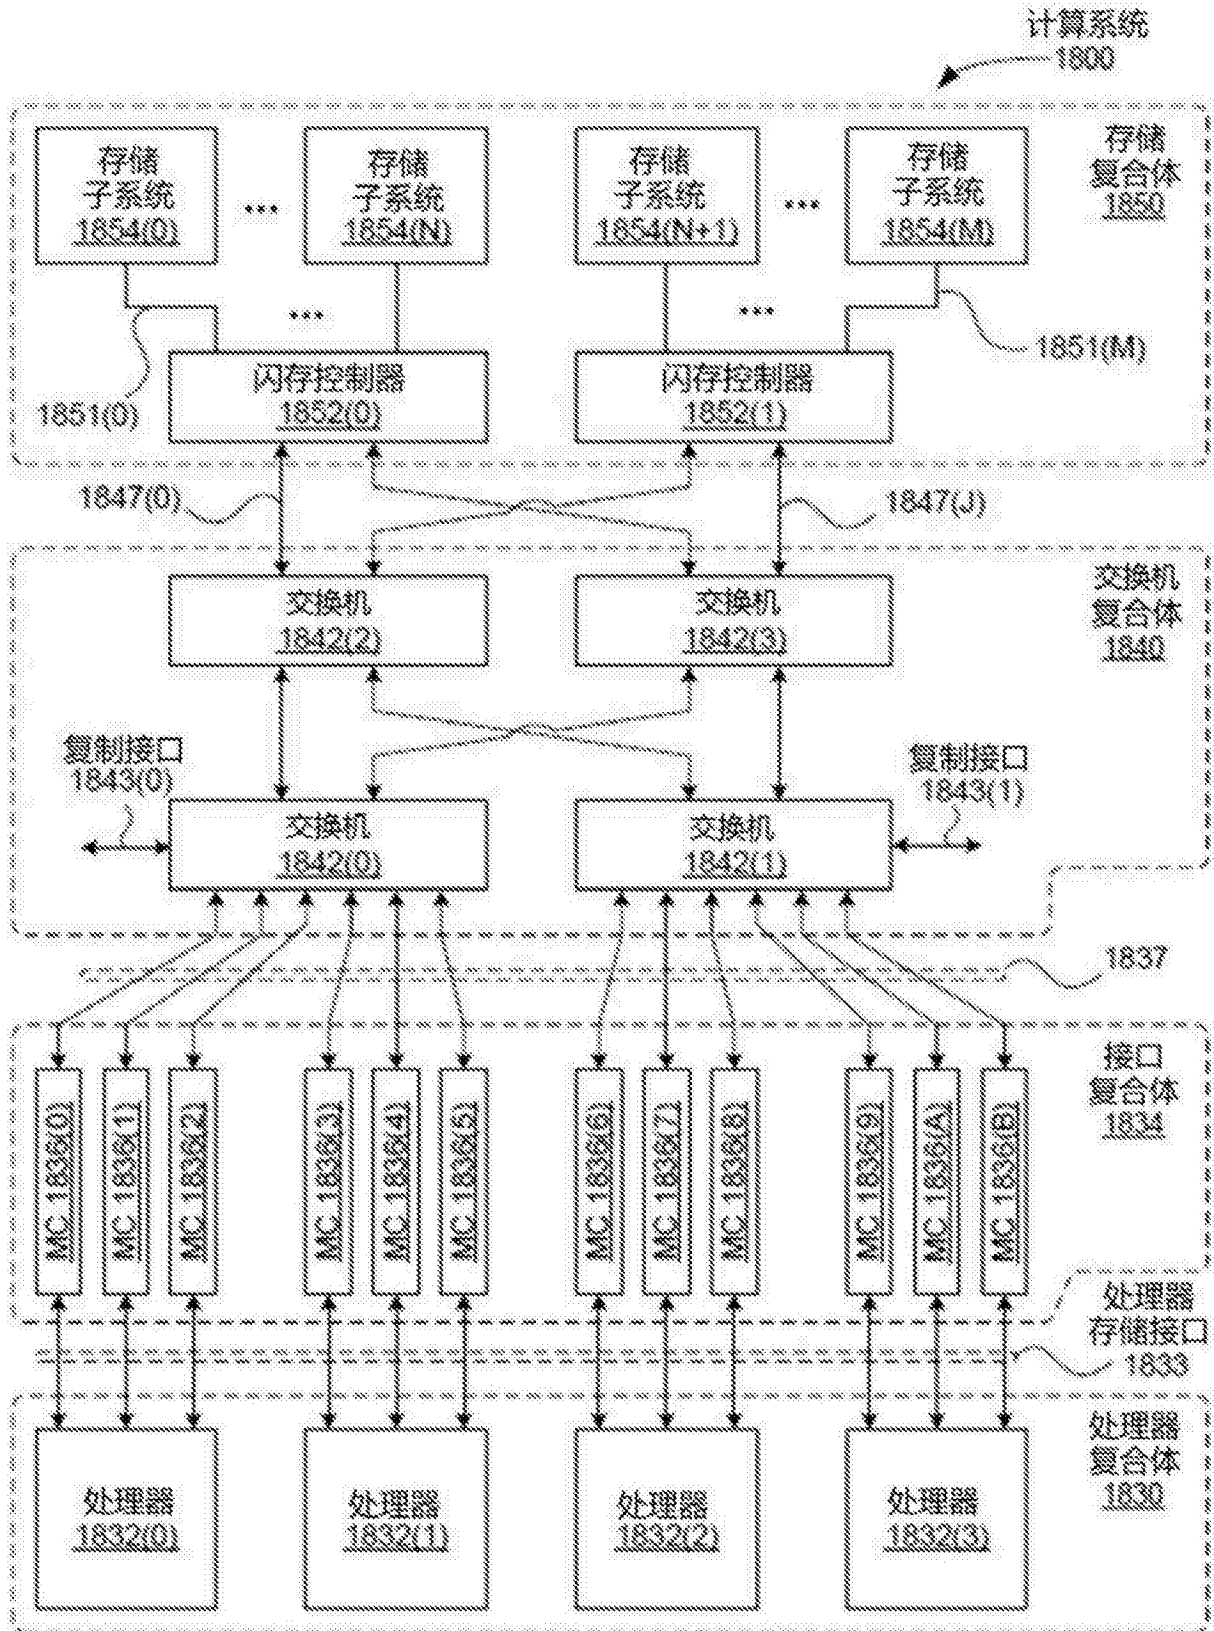 计算系统
1800
存储
子系统
1854(0)
...
存储
子系统
1854(N)
存储
子系统
1854(N+1)
...
存储
子系统
1854(M)
存储
复合体
1850
...
...
1851(0)
闪存控制器
1852(0)
闪存控制器
1852(1)
1851(M)
1847(0)
1847(J)
交换机
1842(2)
交换机
1842(3)
交换机
复合体
1840
复制接口
1843(0)
复制接口
1843(1)
交换机
1842(0)
交换机
1842(1)
1837
MC 1836(0)
MC 1836(1)
MC 1836(2)
MC 1836(3)
MC 1836(4)
MC 1836(5)
MC 1836(6)
MC 1836(7)
MC 1836(8)
MC 1836(9)
MC 1836(A)
MC 1836(B)
接口
复合体
1834
处理器
存储接口
1833
处理器
1832(0)
处理器
1832(1)
处理器
1832(2)
处理器
1832(3)
处理器
复合体
1830